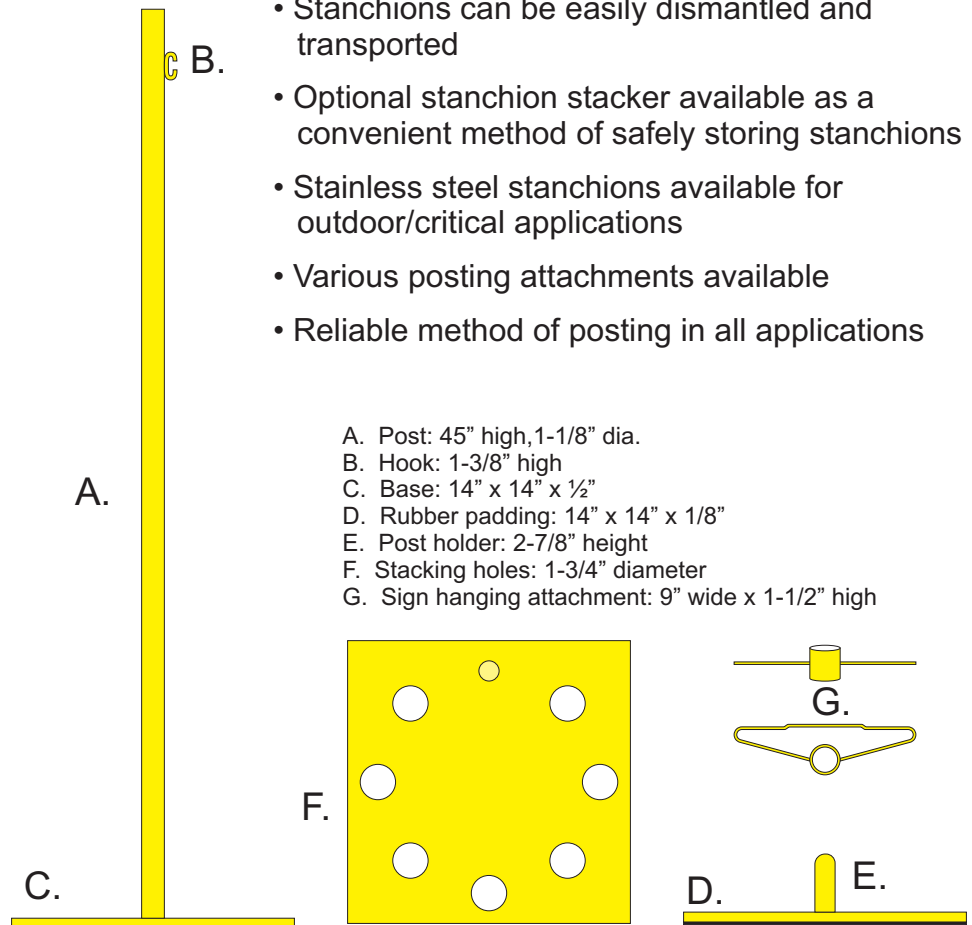 • Stanchions can be easily dismantled and
transported
B.
• Optional stanchion stacker available as a
convenient method of safely storing stanchions
• Stainless steel stanchions available for
outdoor/critical applications
• Various posting attachments available
• Reliable method of posting in all applications
A. Post: 45” high,1-1/8” dia.
B. Hook: 1-3/8” high
C. Base: 14” x 14” x ½”
D. Rubber padding: 14” x 14” x 1/8”
E. Post holder: 2-7/8” height
F. Stacking holes: 1-3/4” diameter
G. Sign hanging attachment: 9” wide x 1-1/2” high
A.
G.
F.
C.
D.
E.